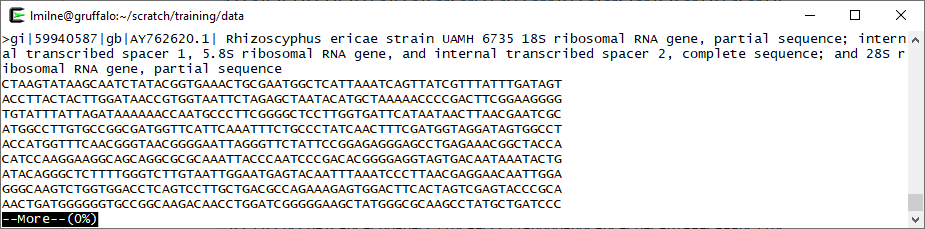 lmilne@gruffalo:~/scratch/training/data
>gi|59940587|gb|AY762620.1| Rhizoscyphus ericae strain UAMH 6735 18S ribosomal RNA gene, partial sequence; intern
al transcribed spacer 1, 5.8S ribosomal RNA gene, and internal transcribed spacer 2, complete sequence; and 28S r
ibosomal RNA gene, partial sequence
CTAAGTATAAGCAATCTATACGGTGAAACTGCGAATGGCTCATTAAATCAGTTATCGTTTATTTGATAGT
ACCTTACTACTTGGATAACCGTGGTAATTCTAGAGCTAATACATGCTAAAAACCCCGACTTCGGAAGGGG
TGTATTTATTAGATAAAAAACCAATGCCCTTCGGGGCTCCTTGGTGATTCATAATAACTTAACGAATCGC
ATGGCCTTGTGCCGGCGATGGTTCATTCAAATTTCTGCCCTATCAACTTTCGATGGTAGGATAGTGGCCT
ACCATGGTTTCAACGGGTAACGGGGAATTAGGGTTCTATTCCGGAGAGGGAGCCTGAGAAACGGCTACCA
CATCCAAGGAAGGCAGCAGGCGCGCAAATTACCCAATCCCGACACGGGGAGGTAGTGACAATAAATACTG
ATACAGGGCTCTTTTGGGTCTTGTAATTGGAATGAGTACAATTTAAATCCCTTAACGAGGAACAATTGGA
GGGCAAGTCTGGTGGACCTCAGTCCTTGCTGACGCCAGAAAGAGTGGACTTCACTAGTCGAGTACCCGCA
AACTGATGGGGGGTGCCGGCAAGACAACCTGGATCGGGGGAAGCTATGGGCGCAAGCCTATGCTGATCCC
--More--(0%)